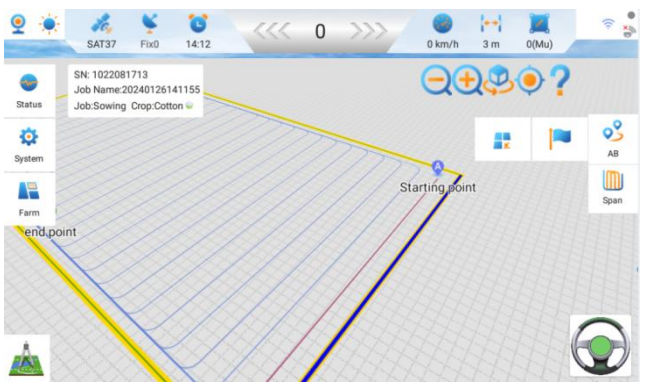 SAT37
Fix0
14:12
0
0 km/h
3 m
0(Mu)
SN: 1022081713
Job Name:20240126141155
Job:Sowing Crop:Cotton
?
Status
System
Farm
AB
Span
A
Starting point
end point